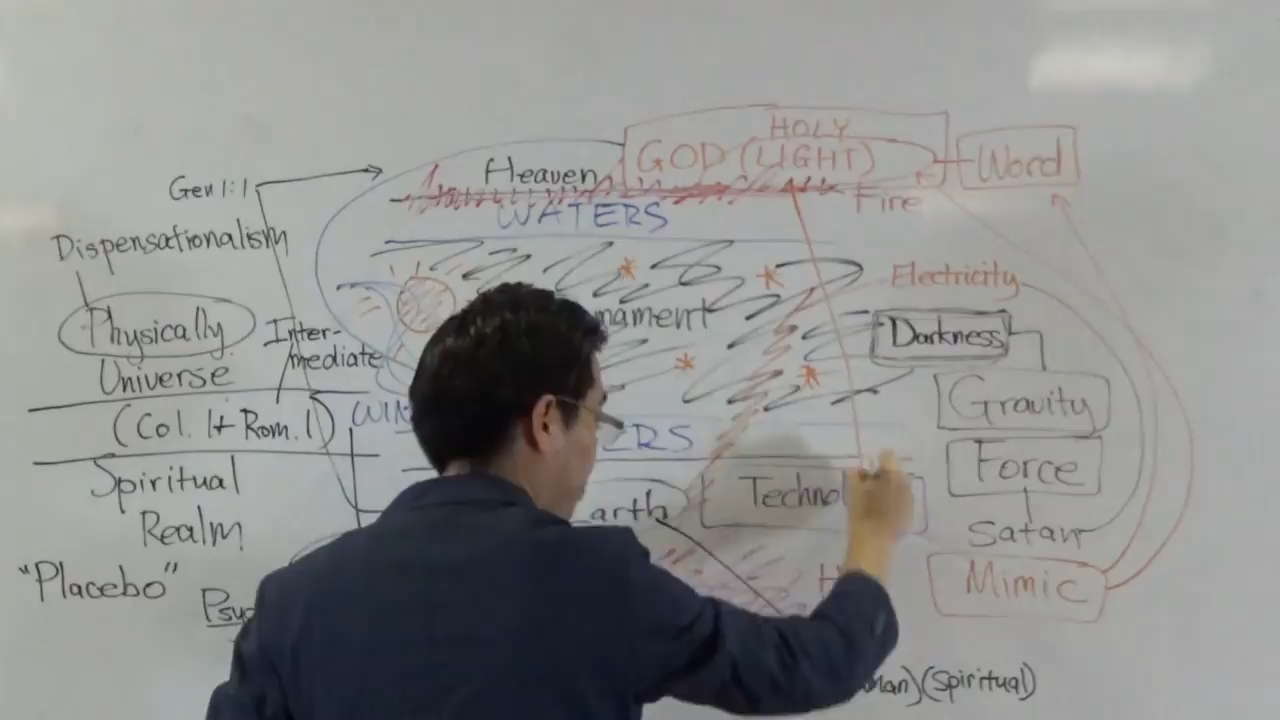 HOLY
Heaven GOD (LIGHT) Word
Gen 1:1
Fire
WATERS
Dispensationalism
Electricity
Physically
Universe
Inter-
mediate
Darkness
Gravity
(Col. 1 + Rom. 1)
Force
Spiritual
Realm
Techno
Satan
"Placebo"
Mimic
(Spiritual)